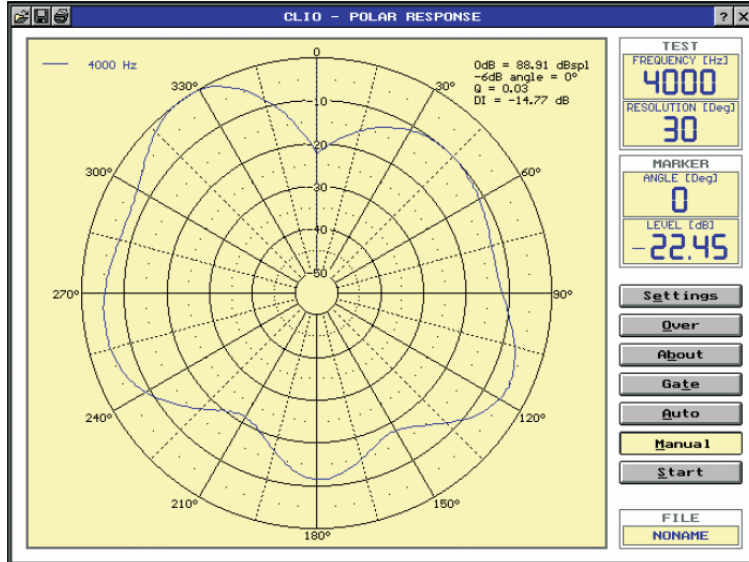 CLIO - POLAR RESPONSE
? X
4000 Hz
0dB = 88.91 dBspl
-6dB angle = 0°
Q = 0.03
DI = -14.77 dB
0
330°
30°
-10
300°
-20
60°
-30
-40
-50
270°
90°
240°
120°
210°
150°
180°
TEST
FREQUENCY [Hz]
4000
RESOLUTION [Deg]
30
MARKER
ANGLE [Deg]
0
LEVEL [dB]
-22.45
Settings
Over
About
Gate
Auto
Manual
Start
FILE
NONAME